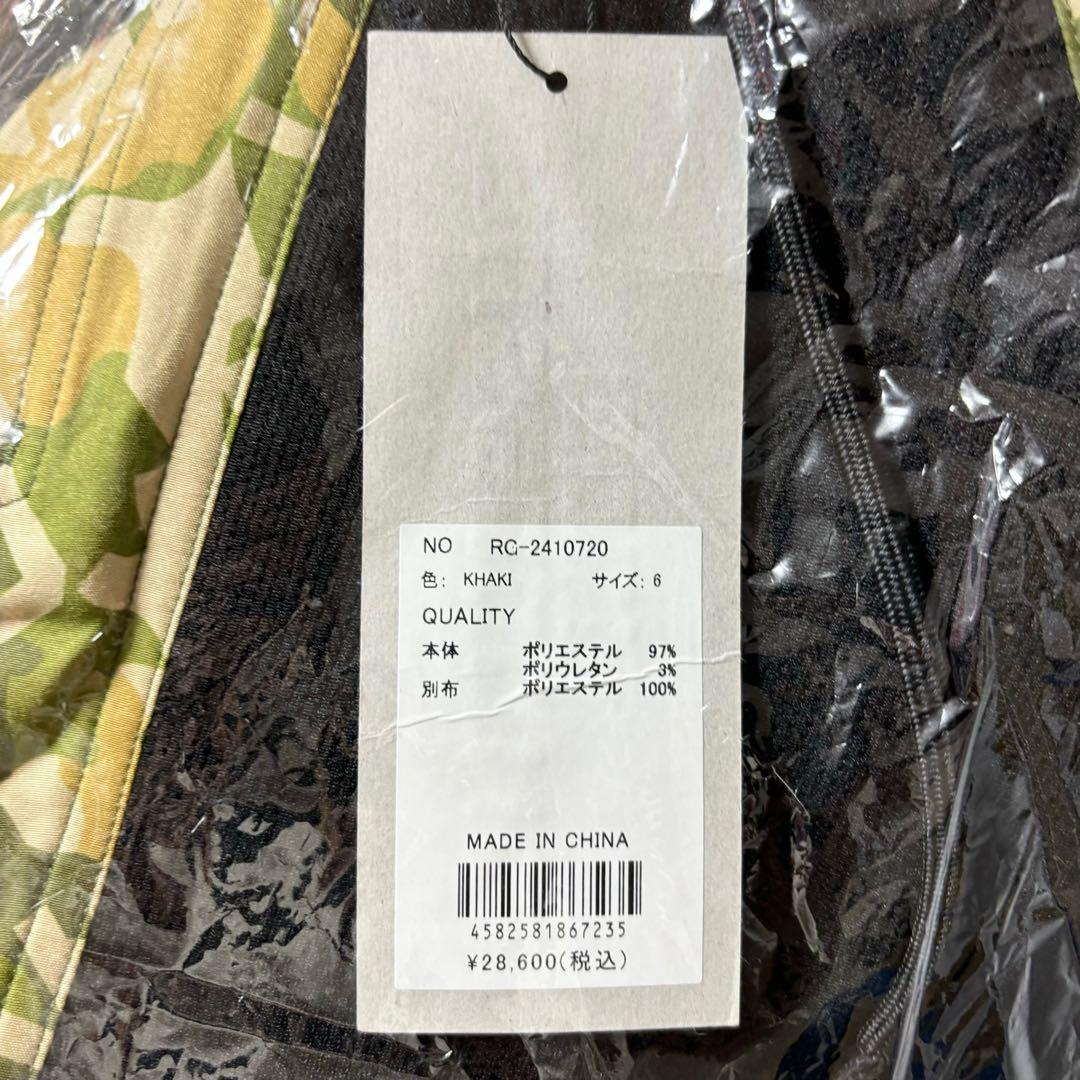 NO RG-2410720
色: KHAKI サイズ: 6
QUALITY
本体 ポリエステル 97%
ポリウレタン 3%
別布 ポリエステル 100%
MADE IN CHINA
4582581867235
¥28,600(税込)